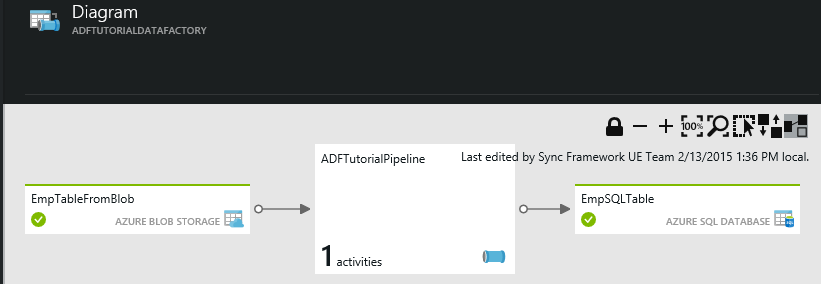 Diagram
ADFTUTORIALDATAFACTORY
100%
ADFTutorialPipeline
Last edited by Sync Framework UE Team 2/13/2015 1:36 PM local.
EmpTableFromBlob
AZURE BLOB STORAGE
1 activities
EmpSQLTable
AZURE SQL DATABASE